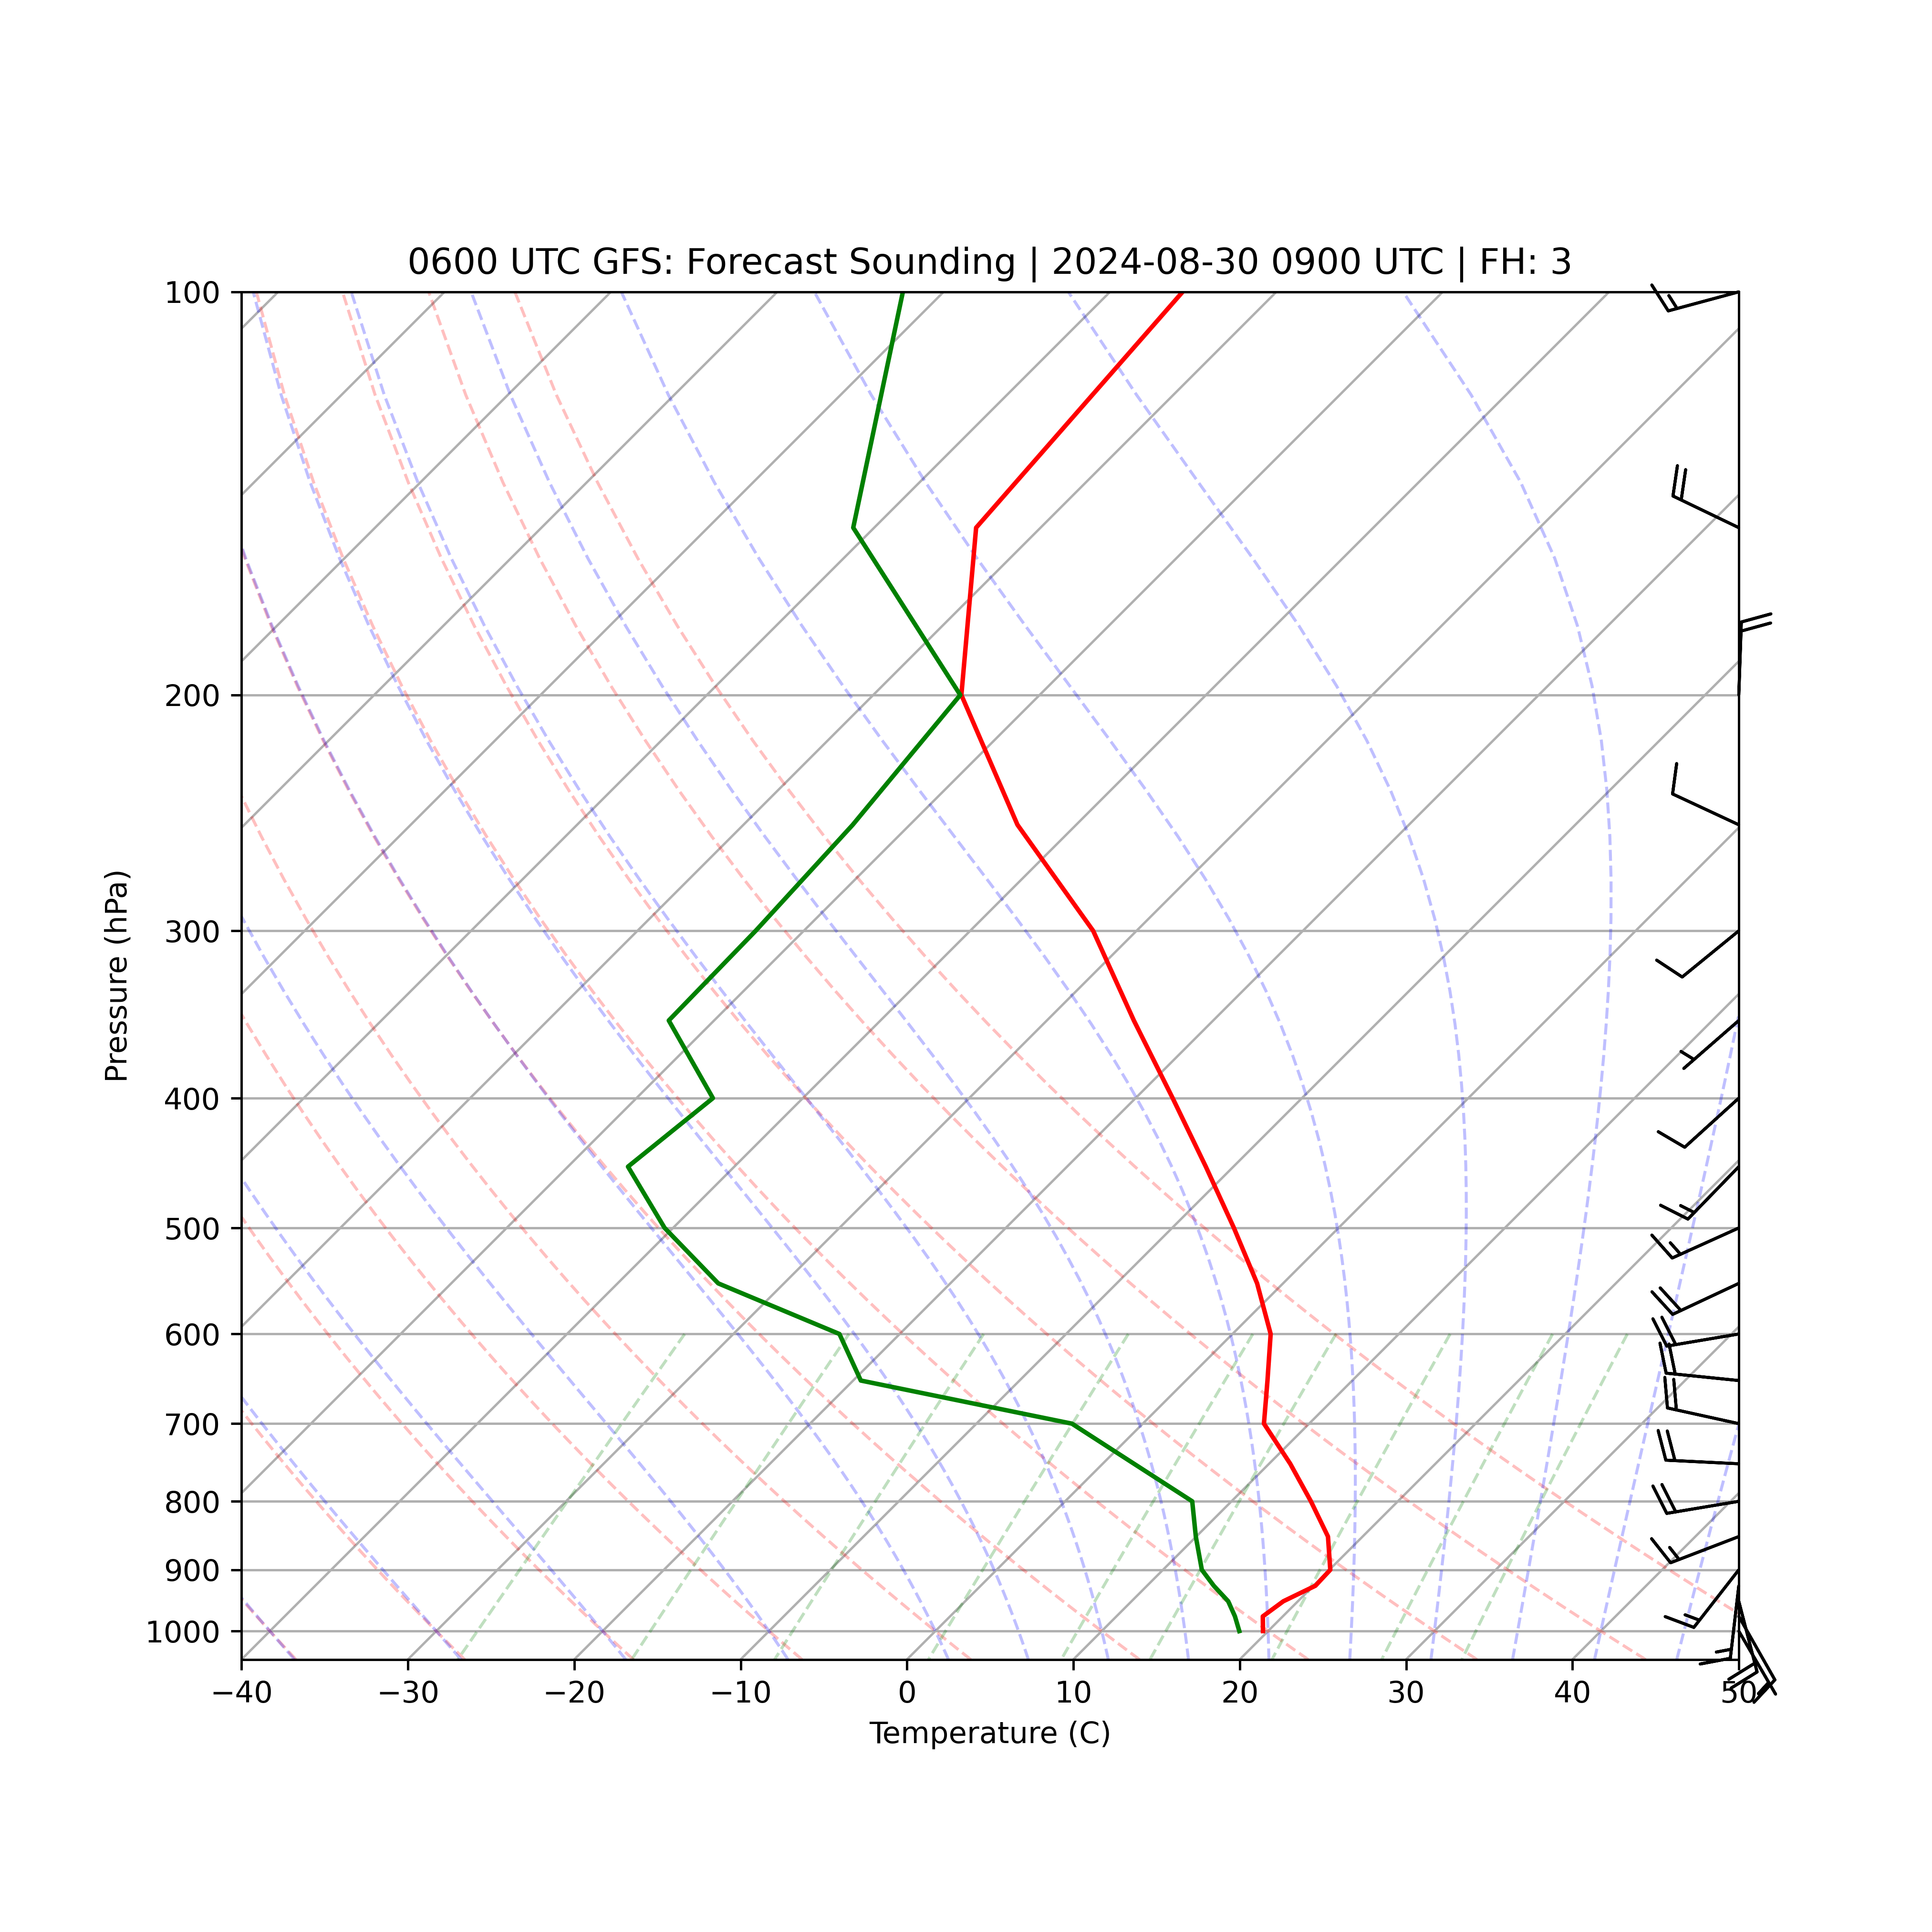 0600 UTC GFS: Forecast Sounding | 2024-08-30 0900 UTC | FH: 3
100
200
300
400
500
600
700
800
900
1000
Pressure (hPa)
−40 −30 −20 −10 0 10 20 30 40 50
Temperature (C)